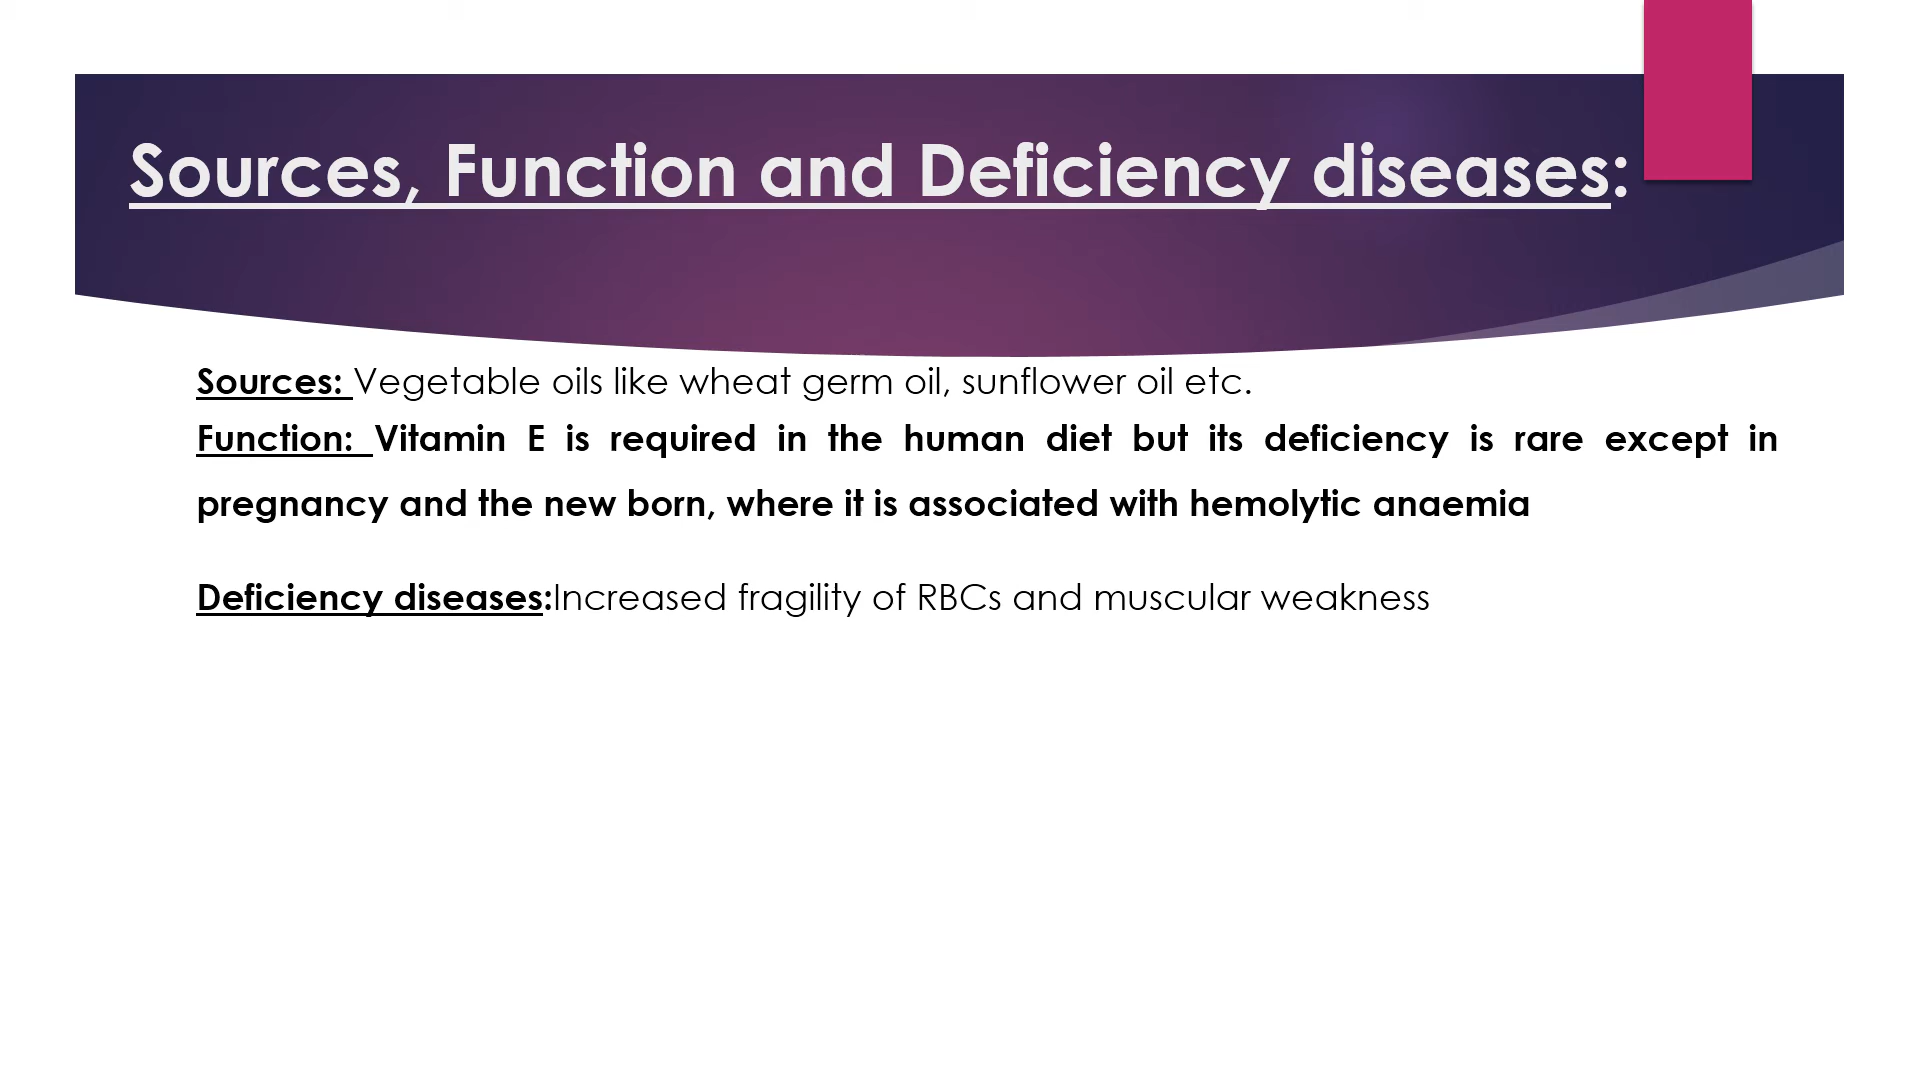 Sources, Function and Deficiency diseases:
Sources: Vegetable oils like wheat germ oil, sunflower oil etc.
Function: Vitamin E is required in the human diet but its deficiency is rare except in
pregnancy and the new born, where it is associated with hemolytic anaemia
Deficiency diseases:Increased fragility of RBCs and muscular weakness